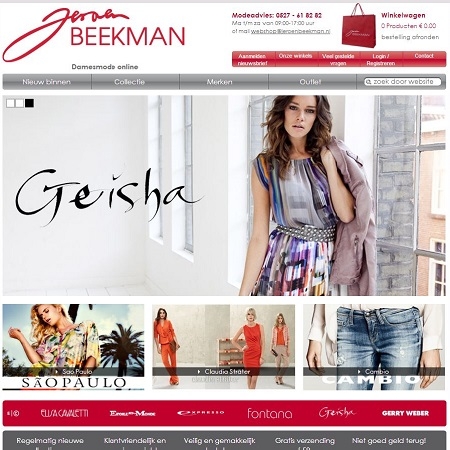 Jeroen
BEEKMAN
Damesmode online
Modeadvies: 0527 - 61 82 82
Ma t/m za van 09:00-17:00 uur
of mail webshop@jeroenbeekman.nl
Winkelwagen
0 Producten € 0.00
bestelling afronden
Aanmelden nieuwsbrief
Onze winkels
Veel gestelde vragen
Login / Registreren
Contact
Nieuw binnen
Collectie
Merken
Outlet
zoek door website
Geisha
Sao Paulo
SÃO PAULO
Claudia Sträter
claudia sträter
Cambio
CAMBIO
ELISA CAVALETTI
EXPRESSO
fontana
Geisha
GERRY WEBER
Regelmatig nieuwe
Klantvriendelijk en
Veilig en gemakkelijk
Gratis verzending
Niet goed geld terug!